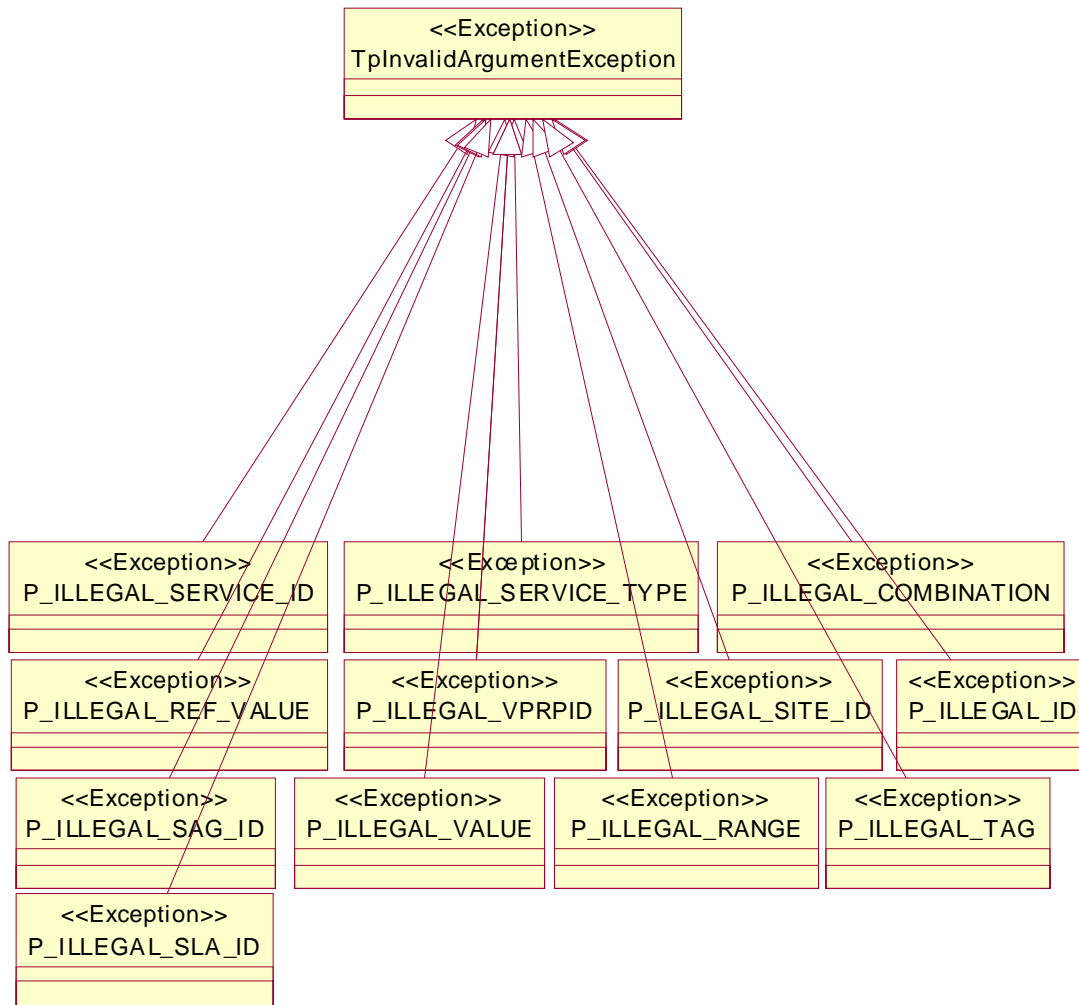 <<Exception>>
TpInvalidArgumentException
<<Exception>>
P_ILLEGAL_SERVICE_ID
<<Exception>>
P_ILLEGAL_SERVICE_TYPE
<<Exception>>
P_ILLEGAL_COMBINATION
<<Exception>>
P_ILLEGAL_REF_VALUE
<<Exception>>
P_ILLEGAL_VPRPID
<<Exception>>
P_ILLEGAL_SITE_ID
<<Exception>>
P_ILLEGAL_ID
<<Exception>>
P_ILLEGAL_SAG_ID
<<Exception>>
P_ILLEGAL_VALUE
<<Exception>>
P_ILLEGAL_RANGE
<<Exception>>
P_ILLEGAL_TAG
<<Exception>>
P_ILLEGAL_SLA_ID